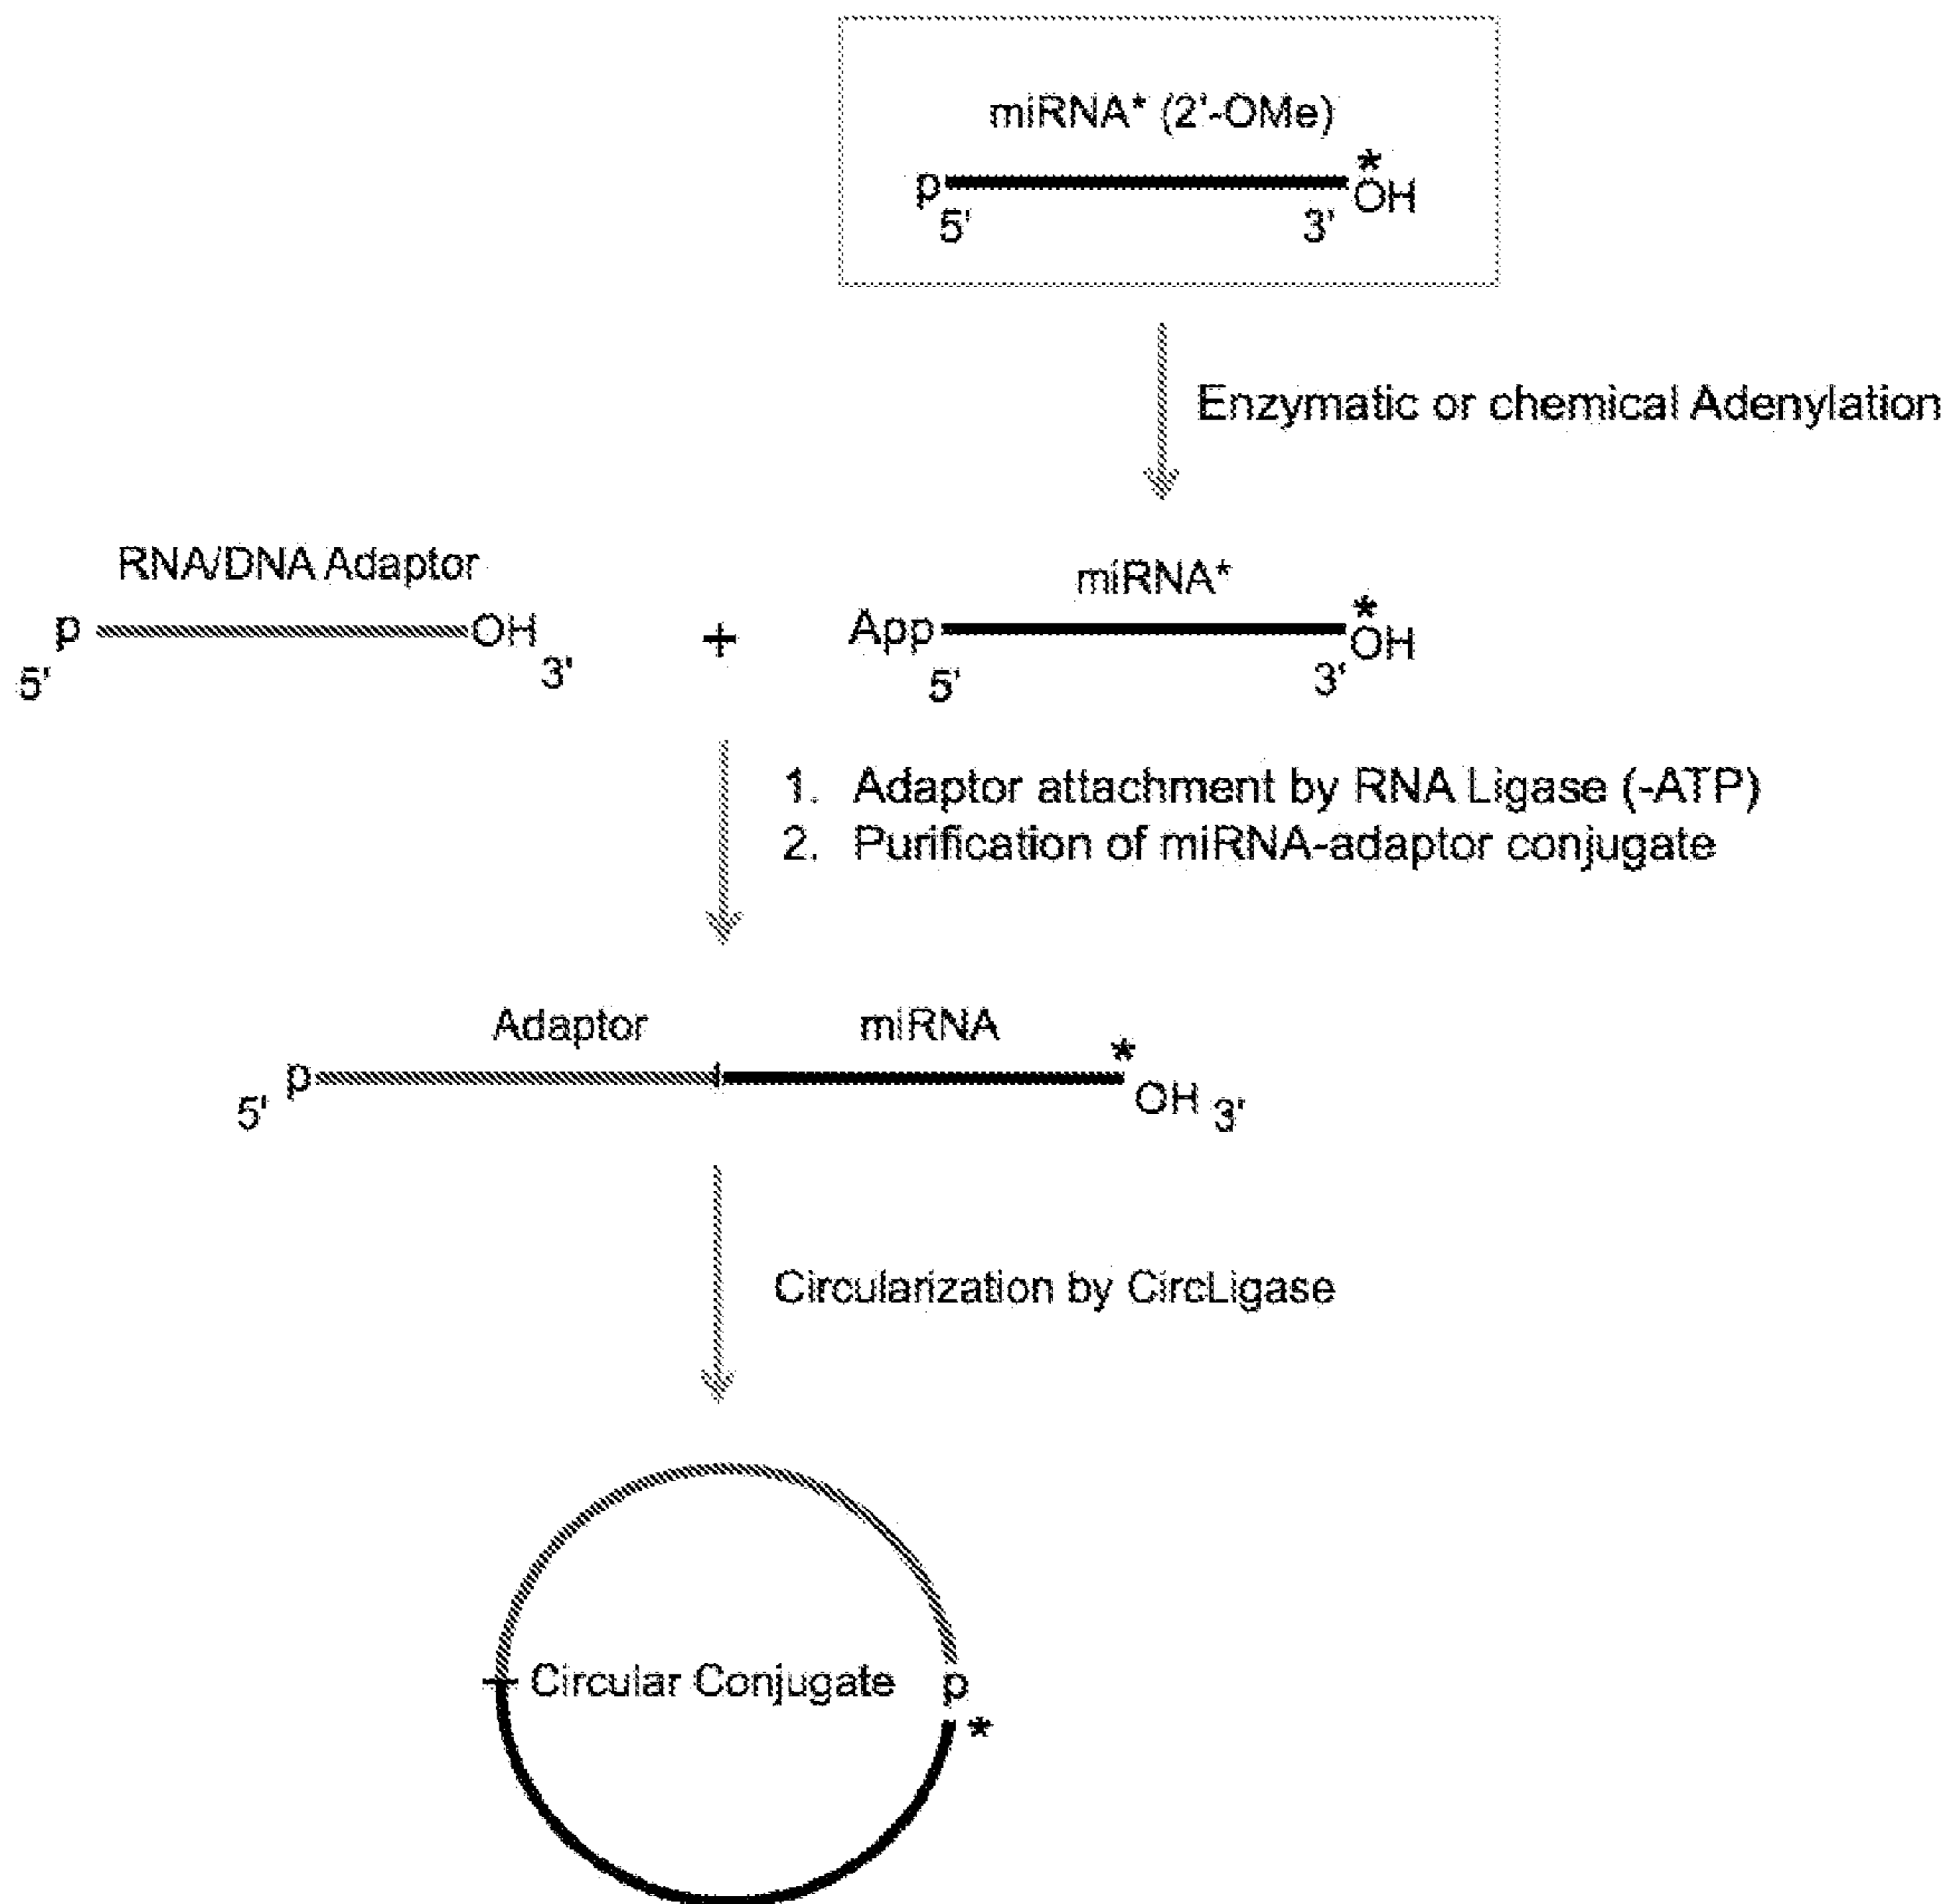 miRNA* (2'-OMe)
p
*
OH
5'
3'
Enzymatic or chemical Adenylation
RNA/DNA Adaptor
p
OH
5'
3'
+
miRNA*
App
*
OH
5'
3'
1. Adaptor attachment by RNA Ligase (-ATP)
2. Purification of miRNA-adaptor conjugate
Adaptor
miRNA
*
5'
p
OH
3'
Circularization by CircLigase
Circular Conjugate
p
*